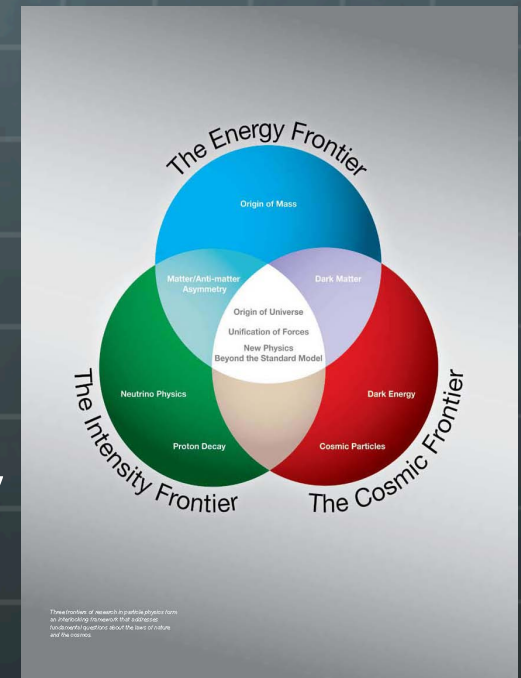 The Energy Frontier
Origin of Mass
Matter/Anti-matter
Asymmetry
Dark Matter
Origin of Universe
Unification of Forces
New Physics
Beyond the Standard Model
Neutrino Physics
Proton Decay
Dark Energy
Cosmic Particles
The Intensity Frontier
The Cosmic Frontier
Three frontiers of research in particle physics form
an interlocking framework that addresses
fundamental questions about the laws of nature
and the cosmos.